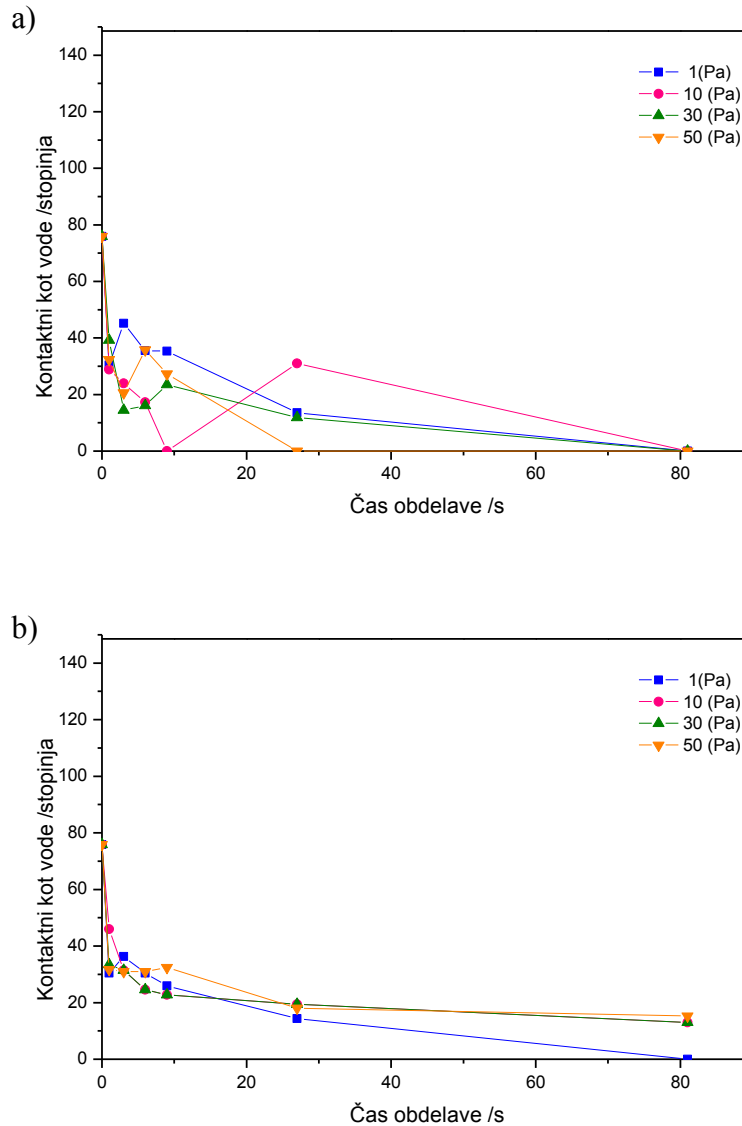 a)
140
120
100
80
60
40
20
0
Kontaktni kot vode /stopinja
1(Pa)
10 (Pa)
30 (Pa)
50 (Pa)
0 20 40 60 80
Čas obdelave /s
b)
140
120
100
80
60
40
20
0
Kontaktni kot vode /stopinja
1(Pa)
10 (Pa)
30 (Pa)
50 (Pa)
0 20 40 60 80
Čas obdelave /s